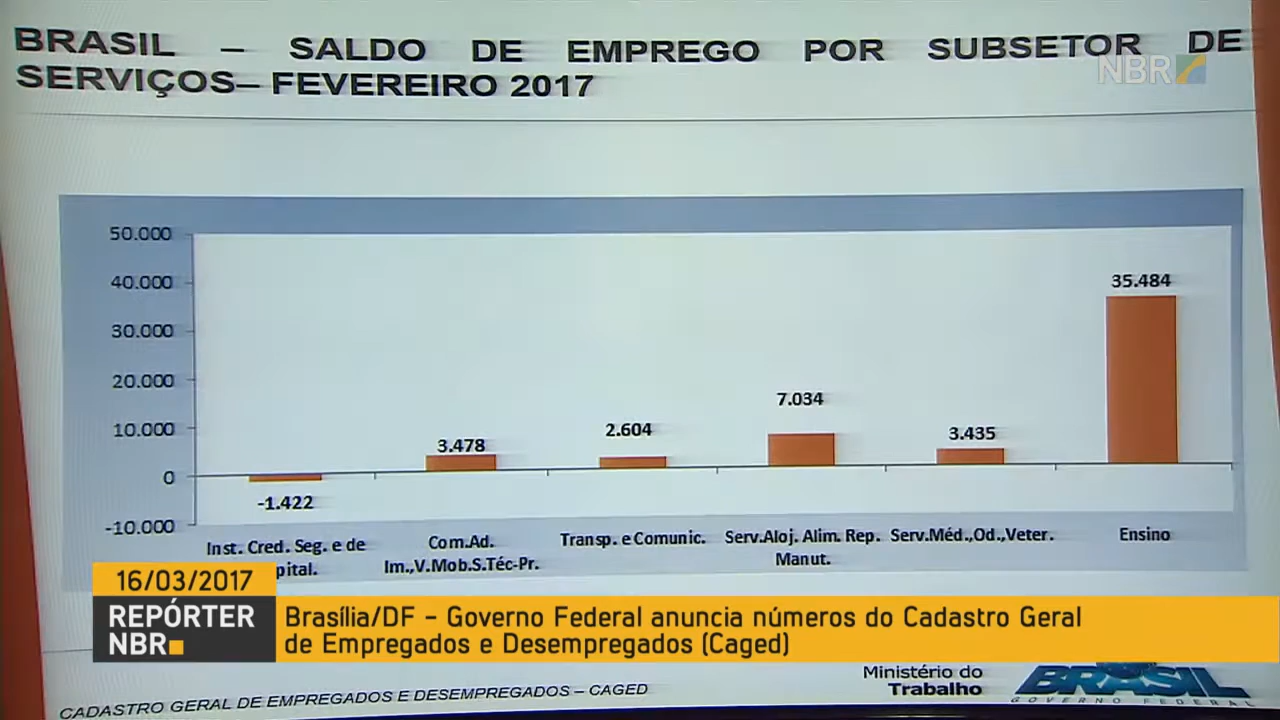 BRASIL – SALDO DE EMPREGO POR SUBSETOR DE
SERVIÇOS– FEVEREIRO 2017
NBR
50.000
40.000
30.000
20.000
10.000
0
-10.000
-1.422
3.478
2.604
7.034
3.435
35.484
Inst. Cred. Seg. e de
pital.
Com.Ad.
Im.,V.Mob.S.Téc-Pr.
Transp. e Comunic.
Serv.Aloj. Alim. Rep.
Manut.
Serv.Méd.,Od.,Veter.
Ensino
16/03/2017
REPÓRTER
NBR
Brasília/DF – Governo Federal anuncia números do Cadastro Geral
de Empregados e Desempregados (Caged)
CADASTRO GERAL DE EMPREGADOS E DESEMPREGADOS – CAGED
Ministério do
Trabalho
BRASIL
GOVERNO FEDERAL